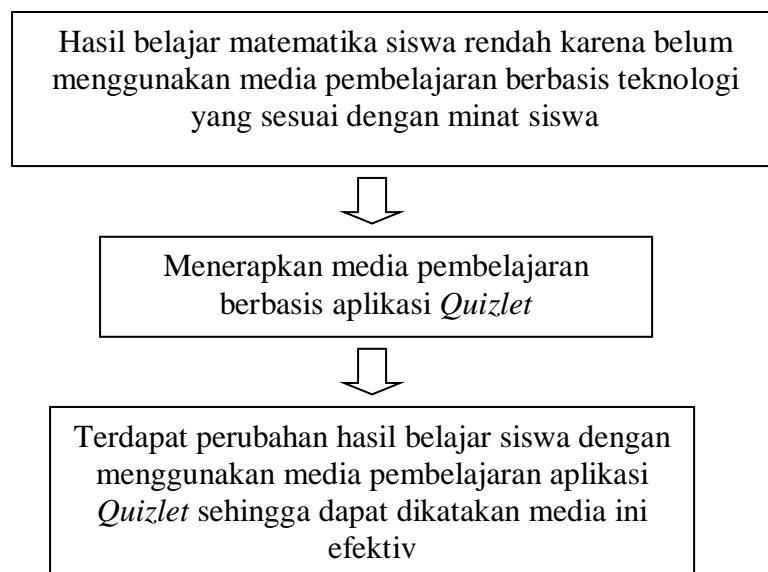 Hasil belajar matematika siswa rendah karena belum
menggunakan media pembelajaran berbasis teknologi
yang sesuai dengan minat siswa
Menerapkan media pembelajaran
berbasis aplikasi Quizlet
Terdapat perubahan hasil belajar siswa dengan
menggunakan media pembelajaran aplikasi
Quizlet sehingga dapat dikatakan media ini
efektiv